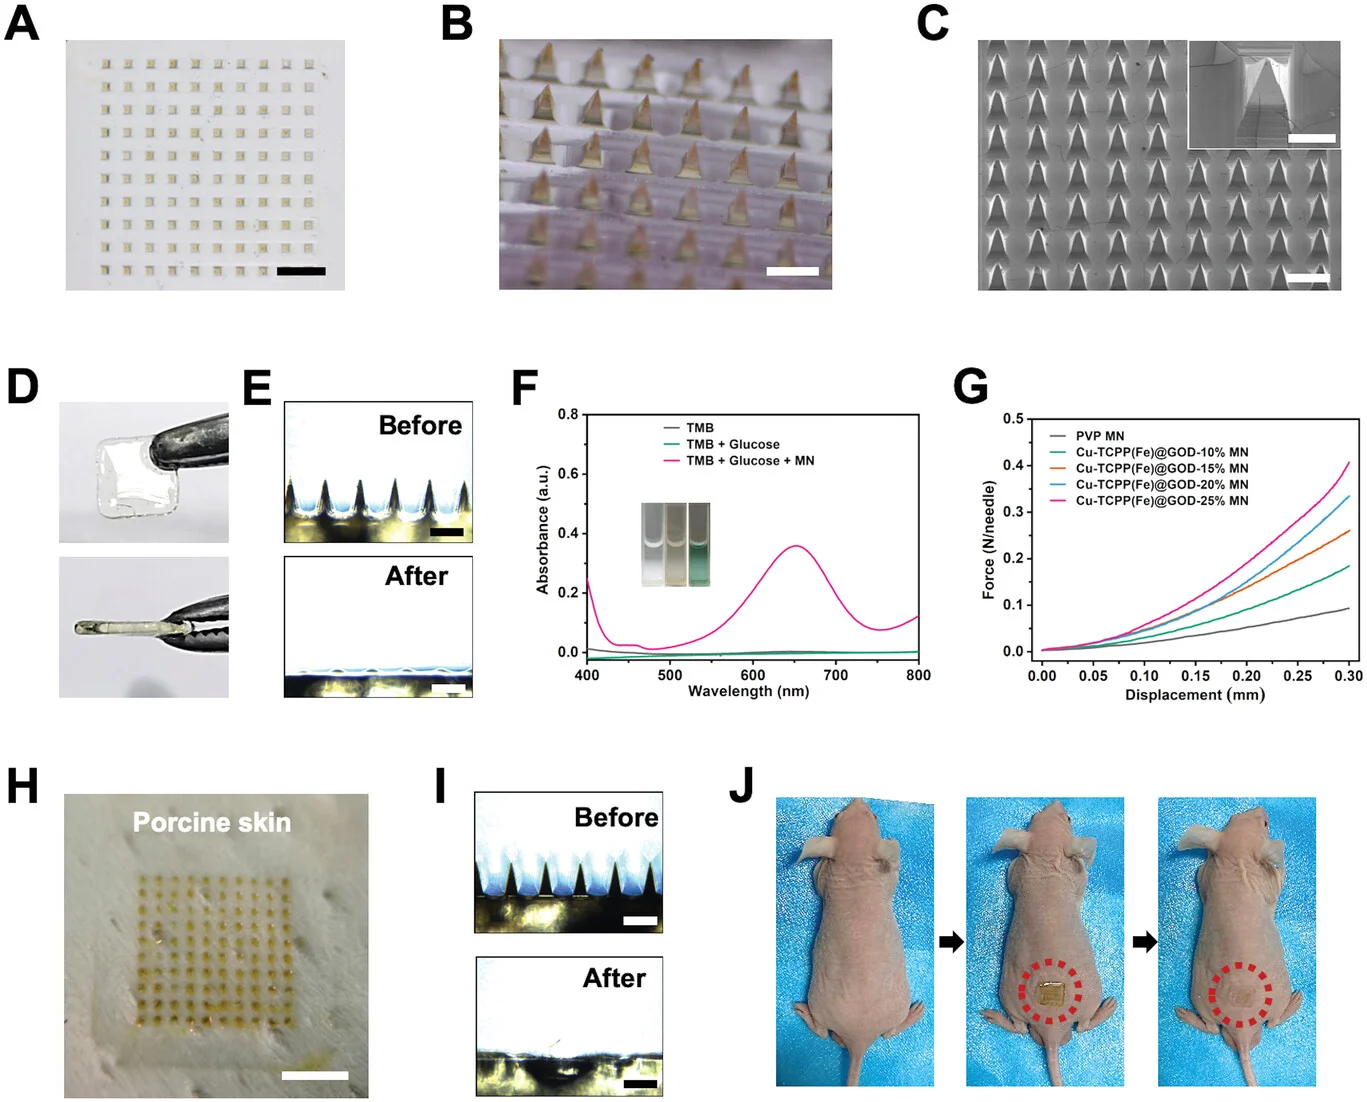 A
B
C
D
E
Before
After
F
0.8
0.6
0.4
0.2
0.0
Absorbance (a.u.)
TMB
TMB + Glucose
TMB + Glucose + MN
400 500 600 700 800
Wavelength (nm)
G
0.5
0.4
0.3
0.2
0.1
0.0
Force (N/needle)
PVP MN
Cu-TCPP(Fe)@GOD-10% MN
Cu-TCPP(Fe)@GOD-15% MN
Cu-TCPP(Fe)@GOD-20% MN
Cu-TCPP(Fe)@GOD-25% MN
0.00 0.05 0.10 0.15 0.20 0.25 0.30
Displacement (mm)
H
Porcine skin
I
Before
After
J